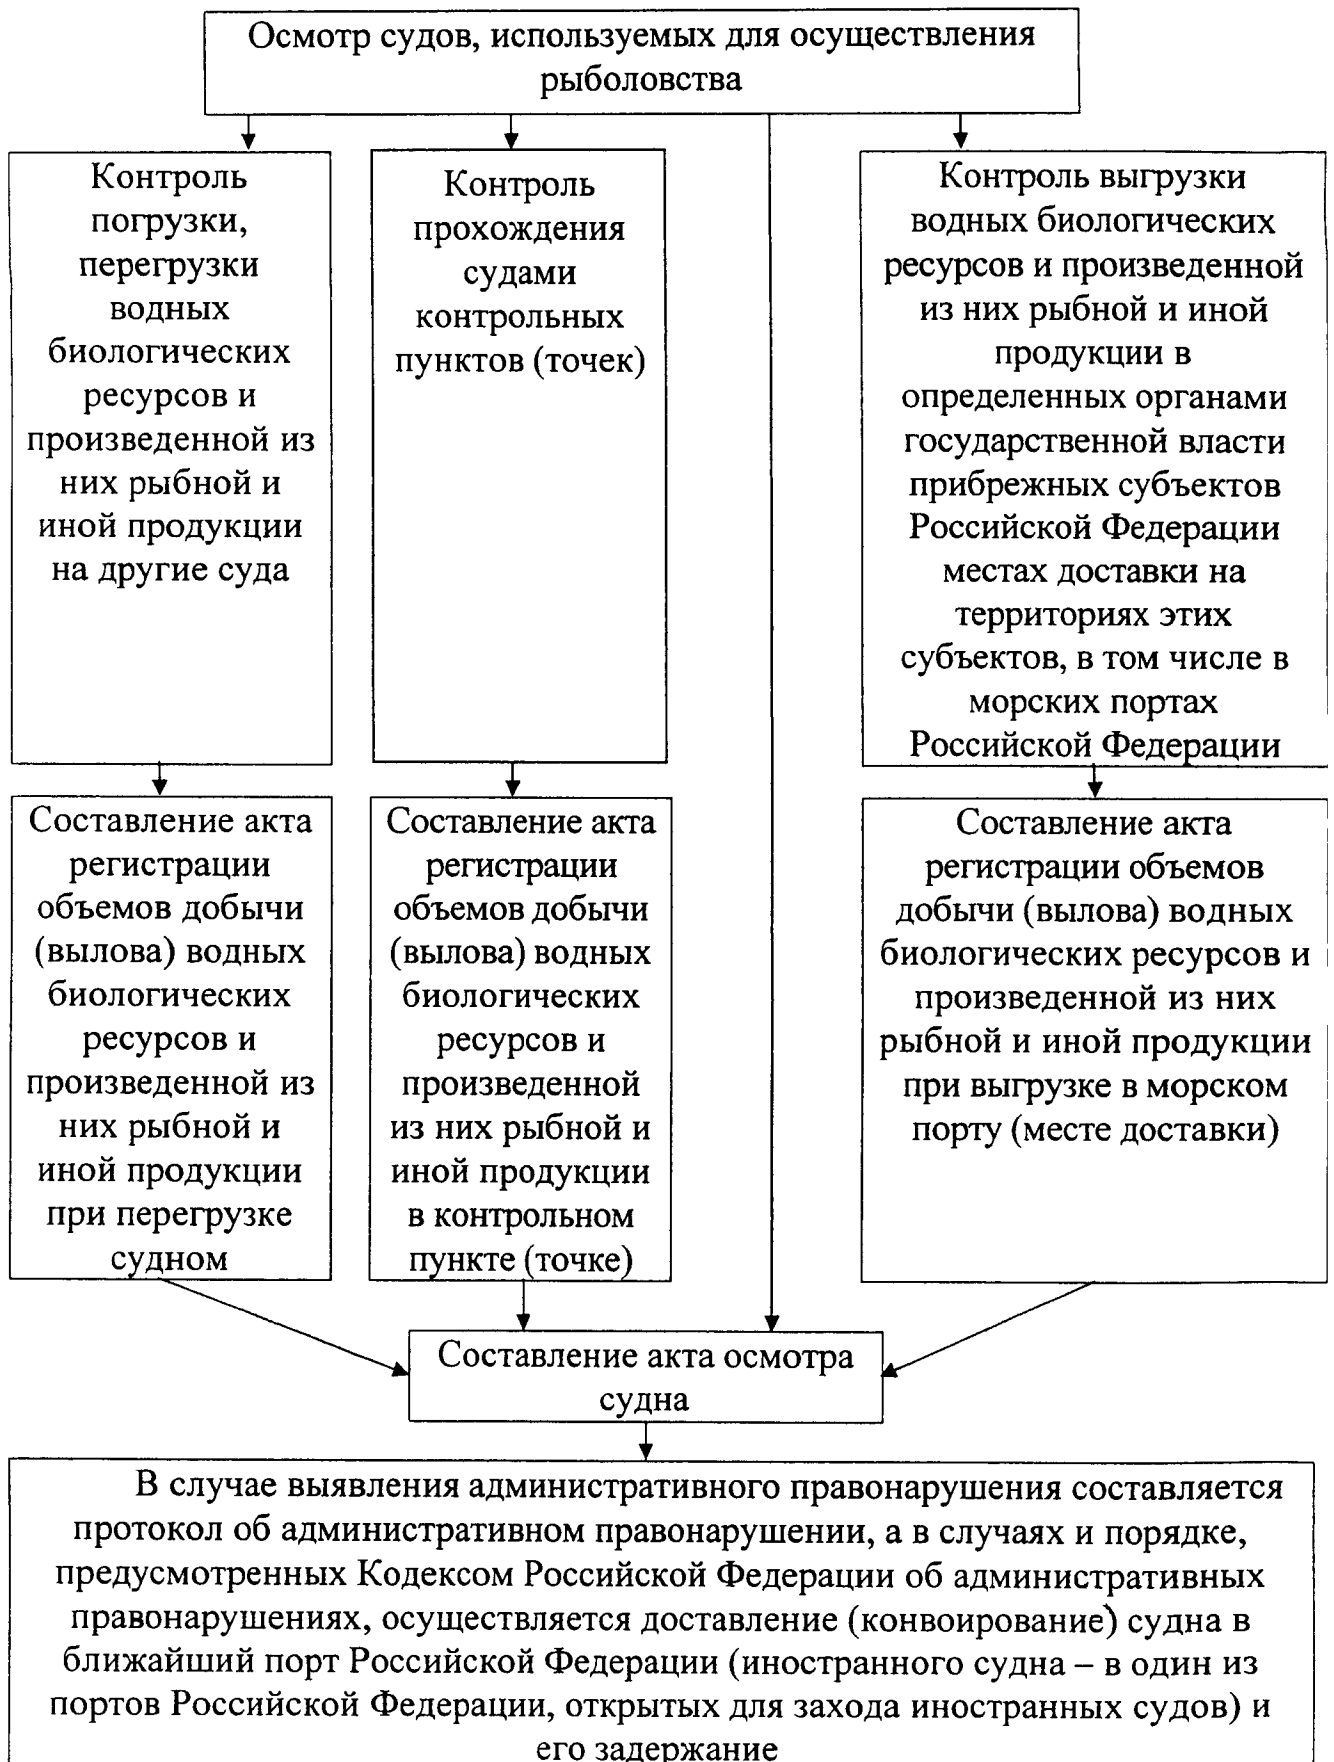 Осмотр судов, используемых для осуществления
рыболовства
Контроль
погрузки,
перегрузки
водных
биологических
ресурсов и
произведенной из
них рыбной и
иной продукции
на другие суда
Контроль
прохождения
судами
контрольных
пунктов (точек)
Контроль выгрузки
водных биологических
ресурсов и произведенной
из них рыбной и иной
продукции в
определенных органами
государственной власти
прибрежных субъектов
Российской Федерации
местах доставки на
территориях этих
субъектов, в том числе в
морских портах
Российской Федерации
Составление акта
регистрации
объемов добычи
(вылова) водных
биологических
ресурсов и
произведенной из
них рыбной и
иной продукции
при перегрузке
судном
Составление акта
регистрации
объемов добычи
(вылова) водных
биологических
ресурсов и
произведенной
из них рыбной и
иной продукции
в контрольном
пункте (точке)
Составление акта
регистрации объемов
добычи (вылова) водных
биологических ресурсов и
произведенной из них
рыбной и иной продукции
при выгрузке в морском
порту (месте доставки)
Составление акта осмотра
судна
В случае выявления административного правонарушения составляется
протокол об административном правонарушении, а в случаях и порядке,
предусмотренных Кодексом Российской Федерации об административных
правонарушениях, осуществляется доставление (конвоирование) судна в
ближайший порт Российской Федерации (иностранного судна – в один из
портов Российской Федерации, открытых для захода иностранных судов) и
его задержание